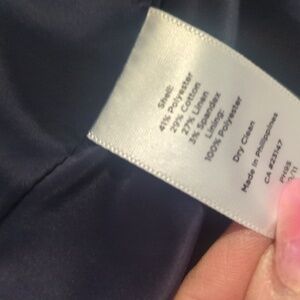 Shell:
41% Polyester
29% Cotton
27% Linen
3% Spandex
Lining:
100% Polyester
Dry Clean
Made in Philippines
CA #23147